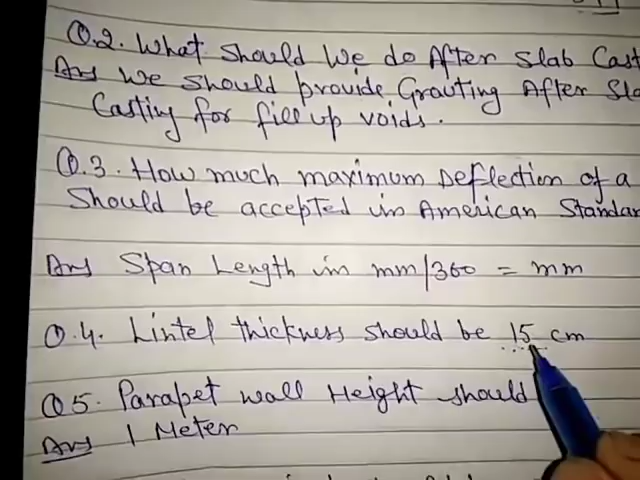 Q.2. What should we do After slab Cast
Ans We should provide Grouting After Sla
Casting for fill up voids.
Q.3. How much maximum Deflection of a
Should be accepted in American Standar
Ans Span Length in mm/360 = mm
Q.4. Lintel thickness should be 15 cm
Q5. Parapet wall Height should
Ans 1 Meter